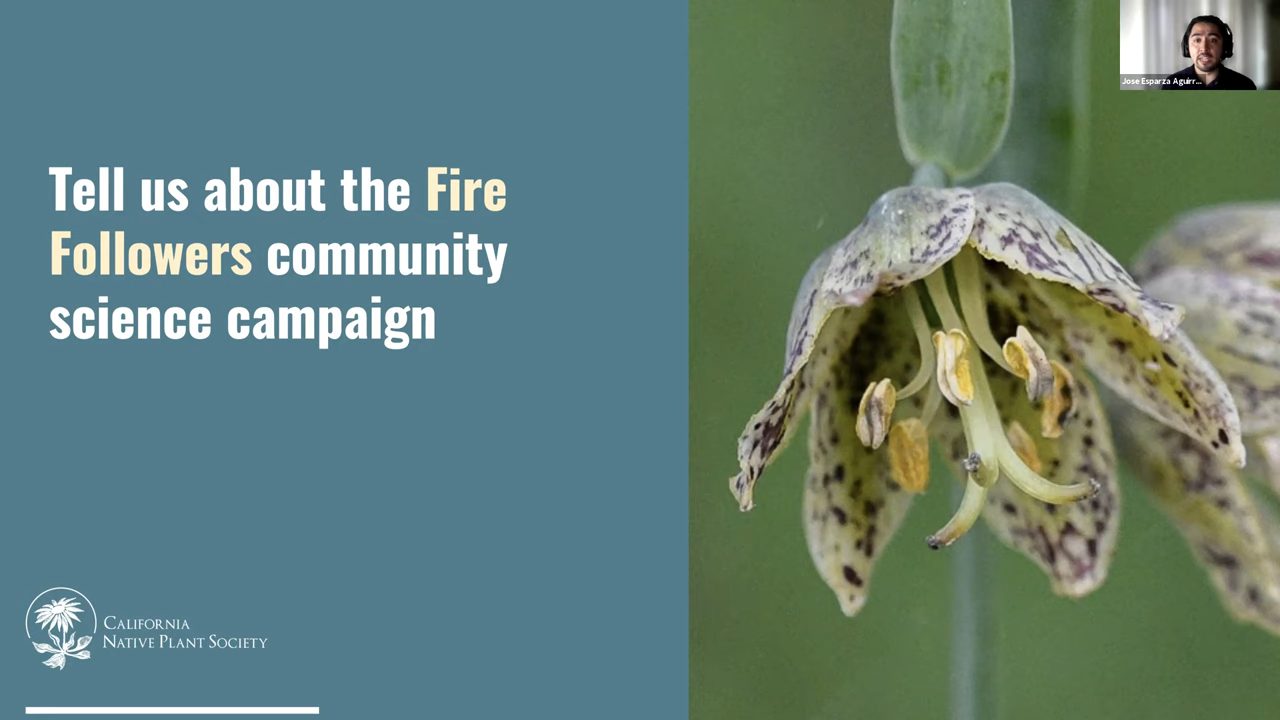 Jose Esparza Aguirr...
Tell us about the Fire
Followers community
science campaign
CALIFORNIA
NATIVE PLANT SOCIETY